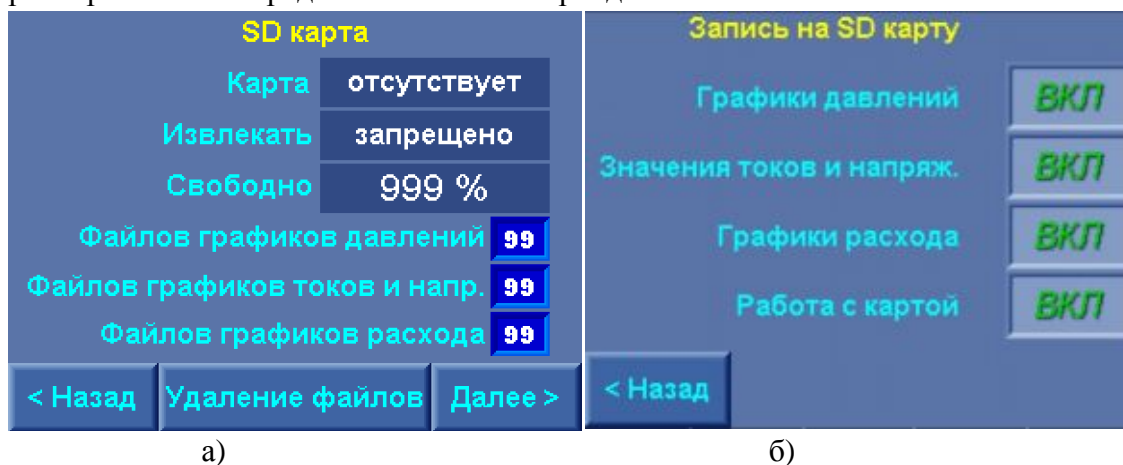 SD карта
Карта отсутствует
Извлекать запрещено
Свободно 999 %
Файлов графиков давлений 99
Файлов графиков токов и напр. 99
Файлов графиков расхода 99
< Назад Удаление файлов Далее >
а)
Запись на SD карту
Графики давлений ВКЛ
Значения токов и напряж. ВКЛ
Графики расхода ВКЛ
Работа с картой ВКЛ
< Назад
б)